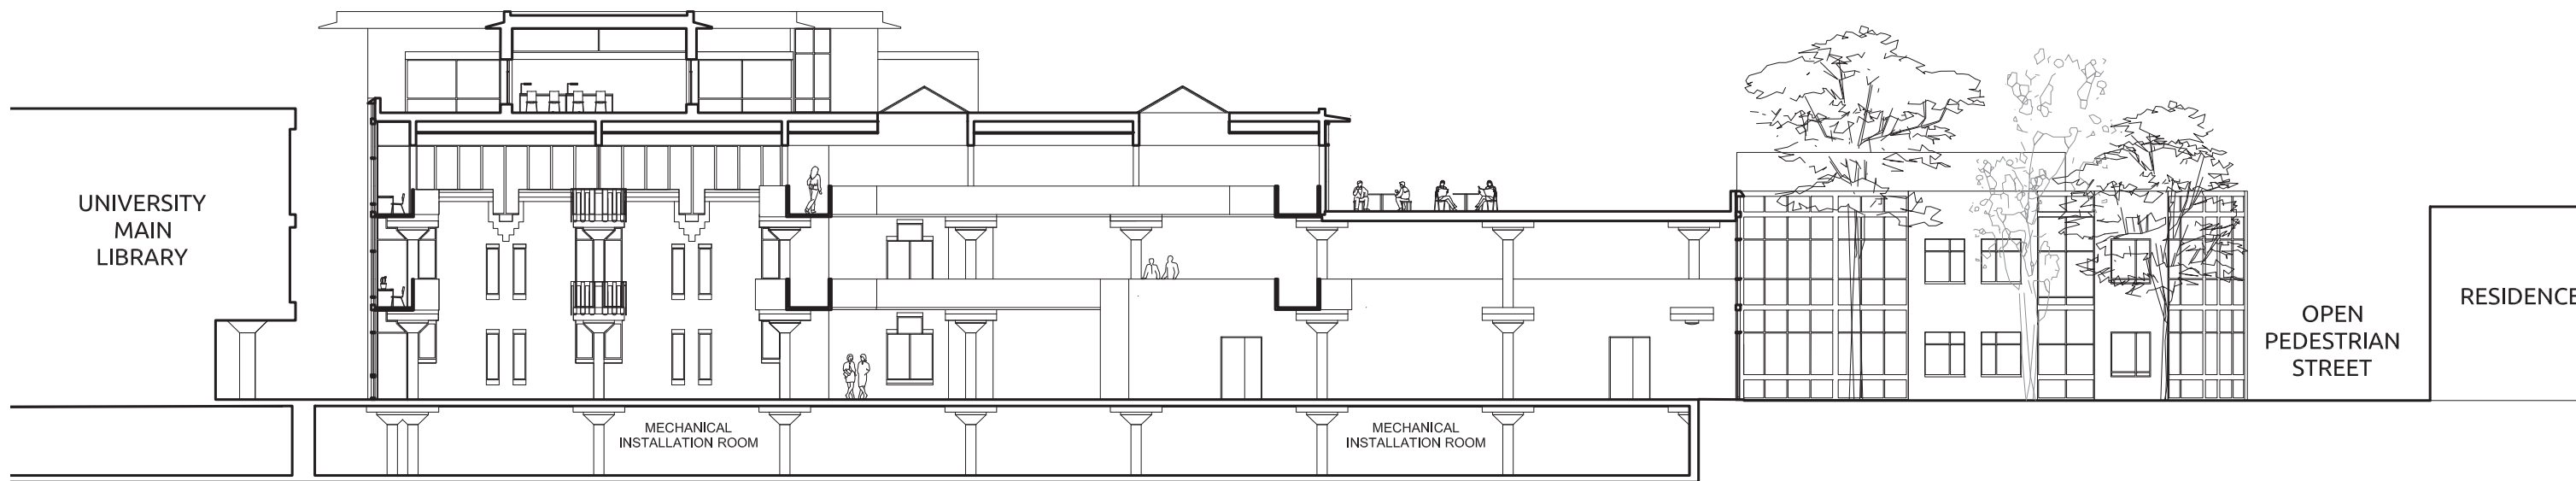 UNIVERSITY
MAIN
LIBRARY
MECHANICAL
INSTALLATION ROOM
MECHANICAL
INSTALLATION ROOM
OPEN
PEDESTRIAN
STREET
RESIDENCE